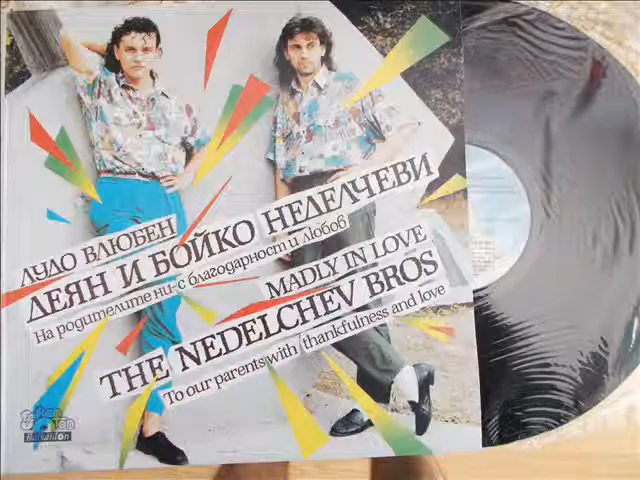 ЛУДО ВЛЮБЕН
ДЕЯН И БОЙКО НЕДЕЛЧЕВИ
На родителите ни-с благодарност и любов
MADLY IN LOVE
THE NEDELCHEV BROS
To our parents with thankfulness and love
Balkanton